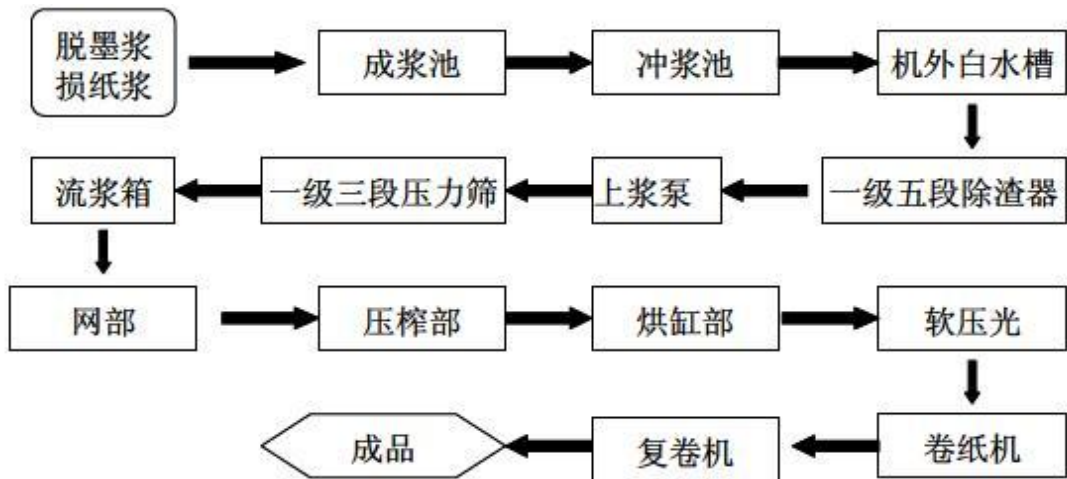 脱墨浆
损纸浆
成浆池
冲浆池
机外白水槽
一级五段除渣器
上浆泵
一级三段压力筛
流浆箱
网部
压榨部
烘缸部
软压光
卷纸机
复卷机
成品